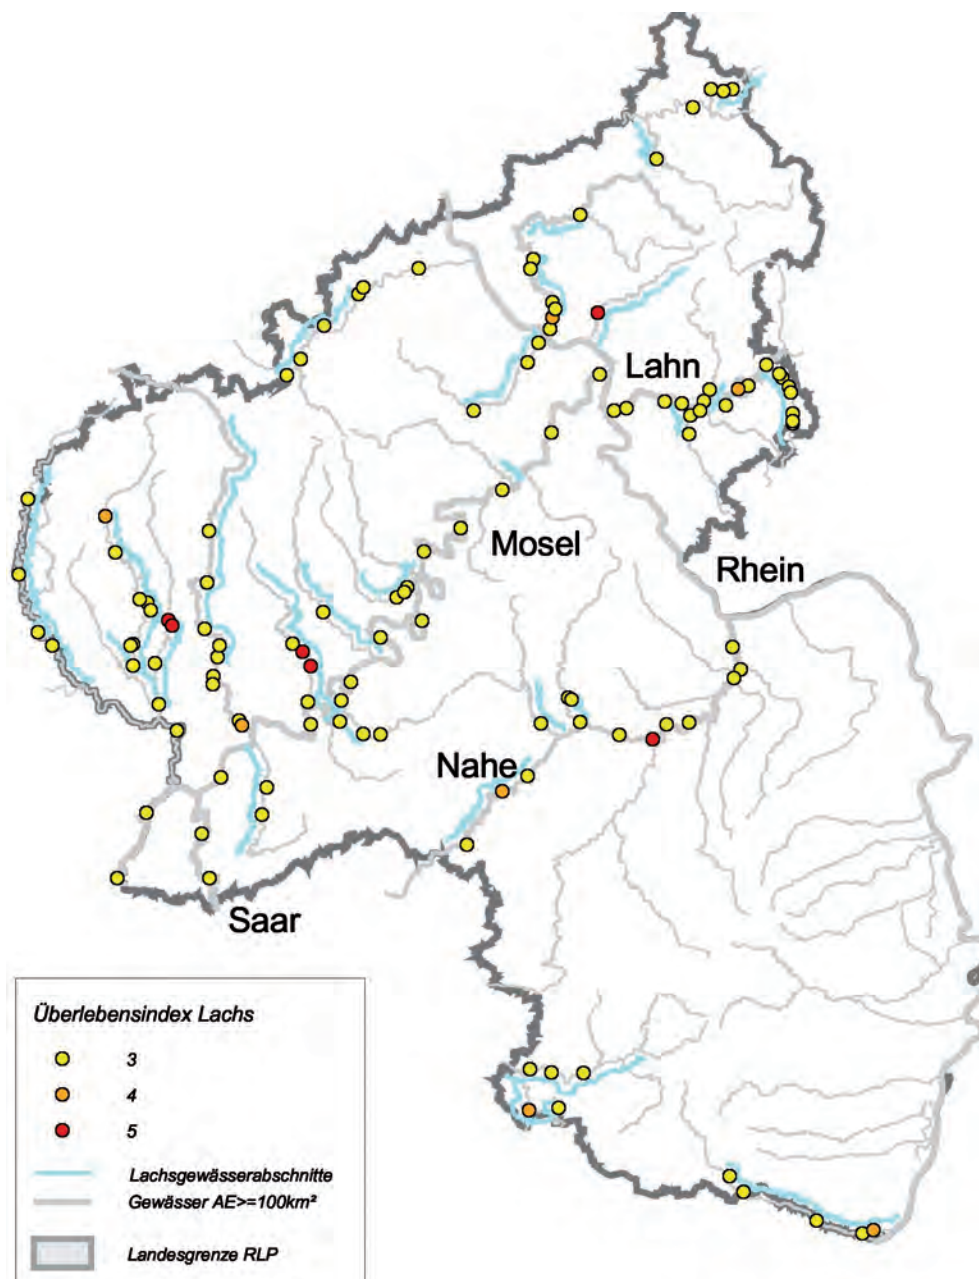 Lahn
Mosel
Rhein
Nahe
Saar
Überlebensindex Lachs
3
4
5
Lachsgewässerabschnitte
Gewässer AE>=100km²
Landesgrenze RLP